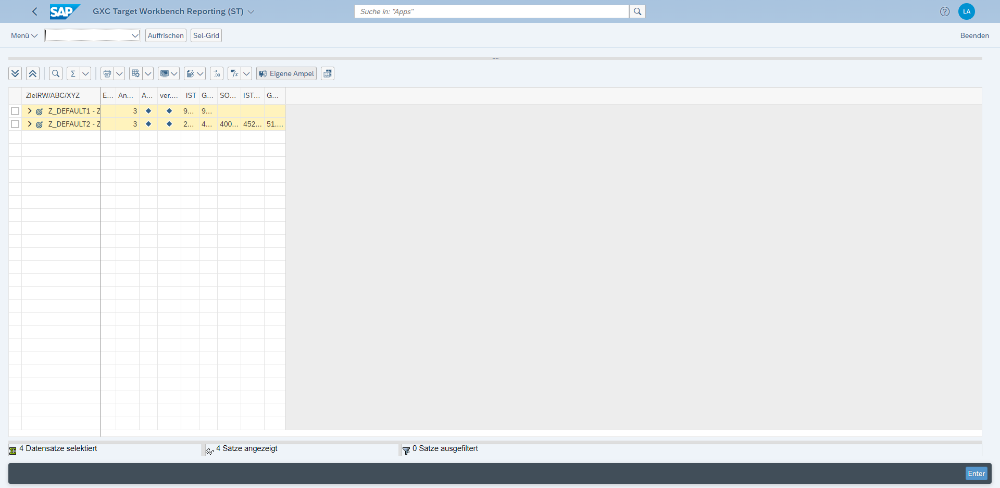 SAP GXC Target Workbench Reporting (ST) Suche in: "Apps" LA
Menü Auffrischen Sel-Grid Beenden
Eigene Ampel
ZielRW/ABC/XYZ E... An... A... ver.... IST G... SO... IST... G...
Z_DEFAULT1 - Z 3 9... 9...
Z_DEFAULT2 - Z 3 2... 4... 400... 452... 51....
4 Datensätze selektiert 4 Sätze angezeigt 0 Sätze ausgefiltert
Enter